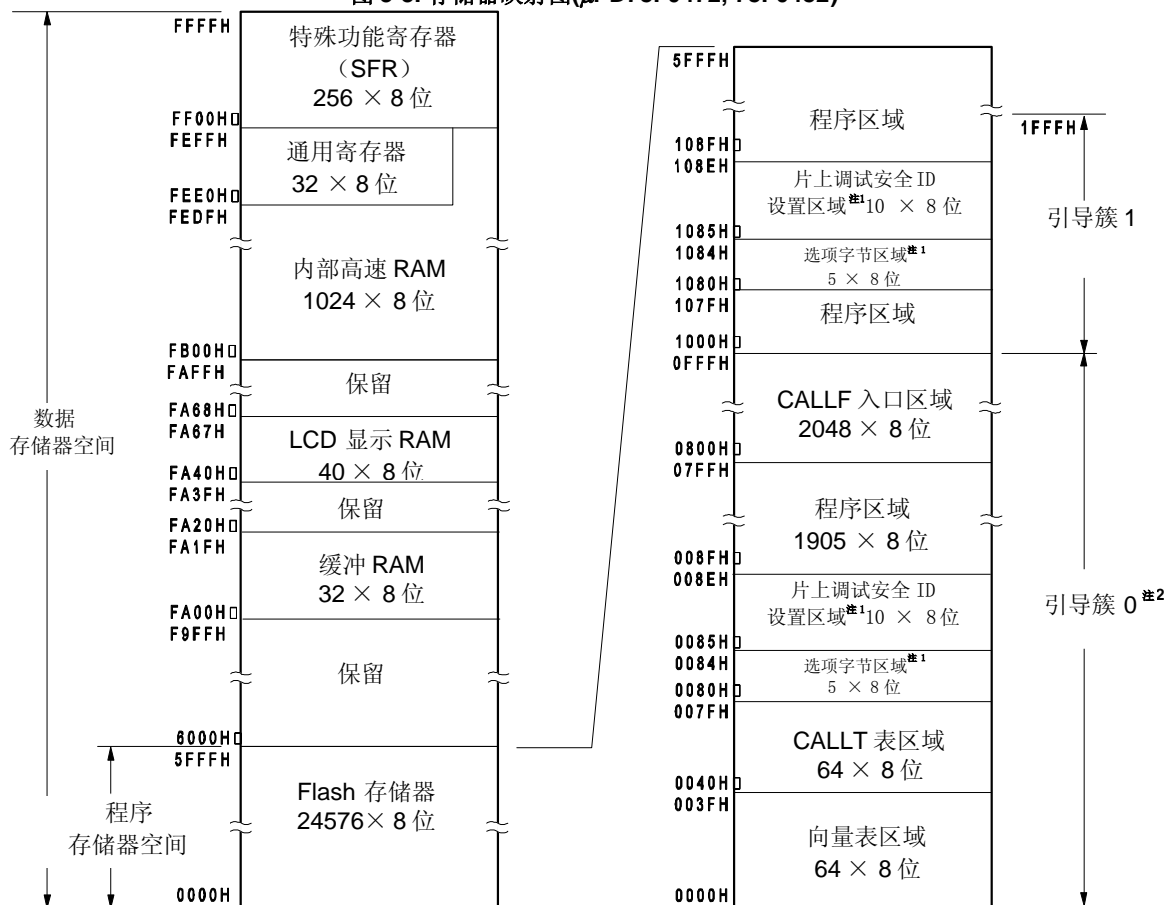 FFFFH
特殊功能寄存器
（SFR）
256 × 8 位
FF00H
FEFFH
通用寄存器
32 × 8 位
FEE0H
FEDFH
内部高速 RAM
1024 × 8 位
FB00H
FAFFH
保留
FA68H
FA67H
LCD 显示 RAM
40 × 8 位
FA40H
FA3FH
保留
FA20H
FA1FH
缓冲 RAM
32 × 8 位
FA00H
F9FFH
保留
6000H
5FFFH
Flash 存储器
24576× 8 位
0000H
数据
存储器空间
程序
存储器空间
5FFFH
程序区域
108FH
108EH
片上调试安全 ID
设置区域注1 10 × 8 位
1085H
1084H
选项字节区域注 1
5 × 8 位
1080H
107FH
程序区域
1000H
0FFFH
CALLF 入口区域
2048 × 8 位
0800H
07FFH
程序区域
1905 × 8 位
008FH
008EH
片上调试安全 ID
设置区域注1 10 × 8 位
0085H
0084H
选项字节区域注 1
5 × 8 位
0080H
007FH
CALLT 表区域
64 × 8 位
0040H
003FH
向量表区域
64 × 8 位
0000H
1FFFH
引导簇 1
引导簇 0 注2